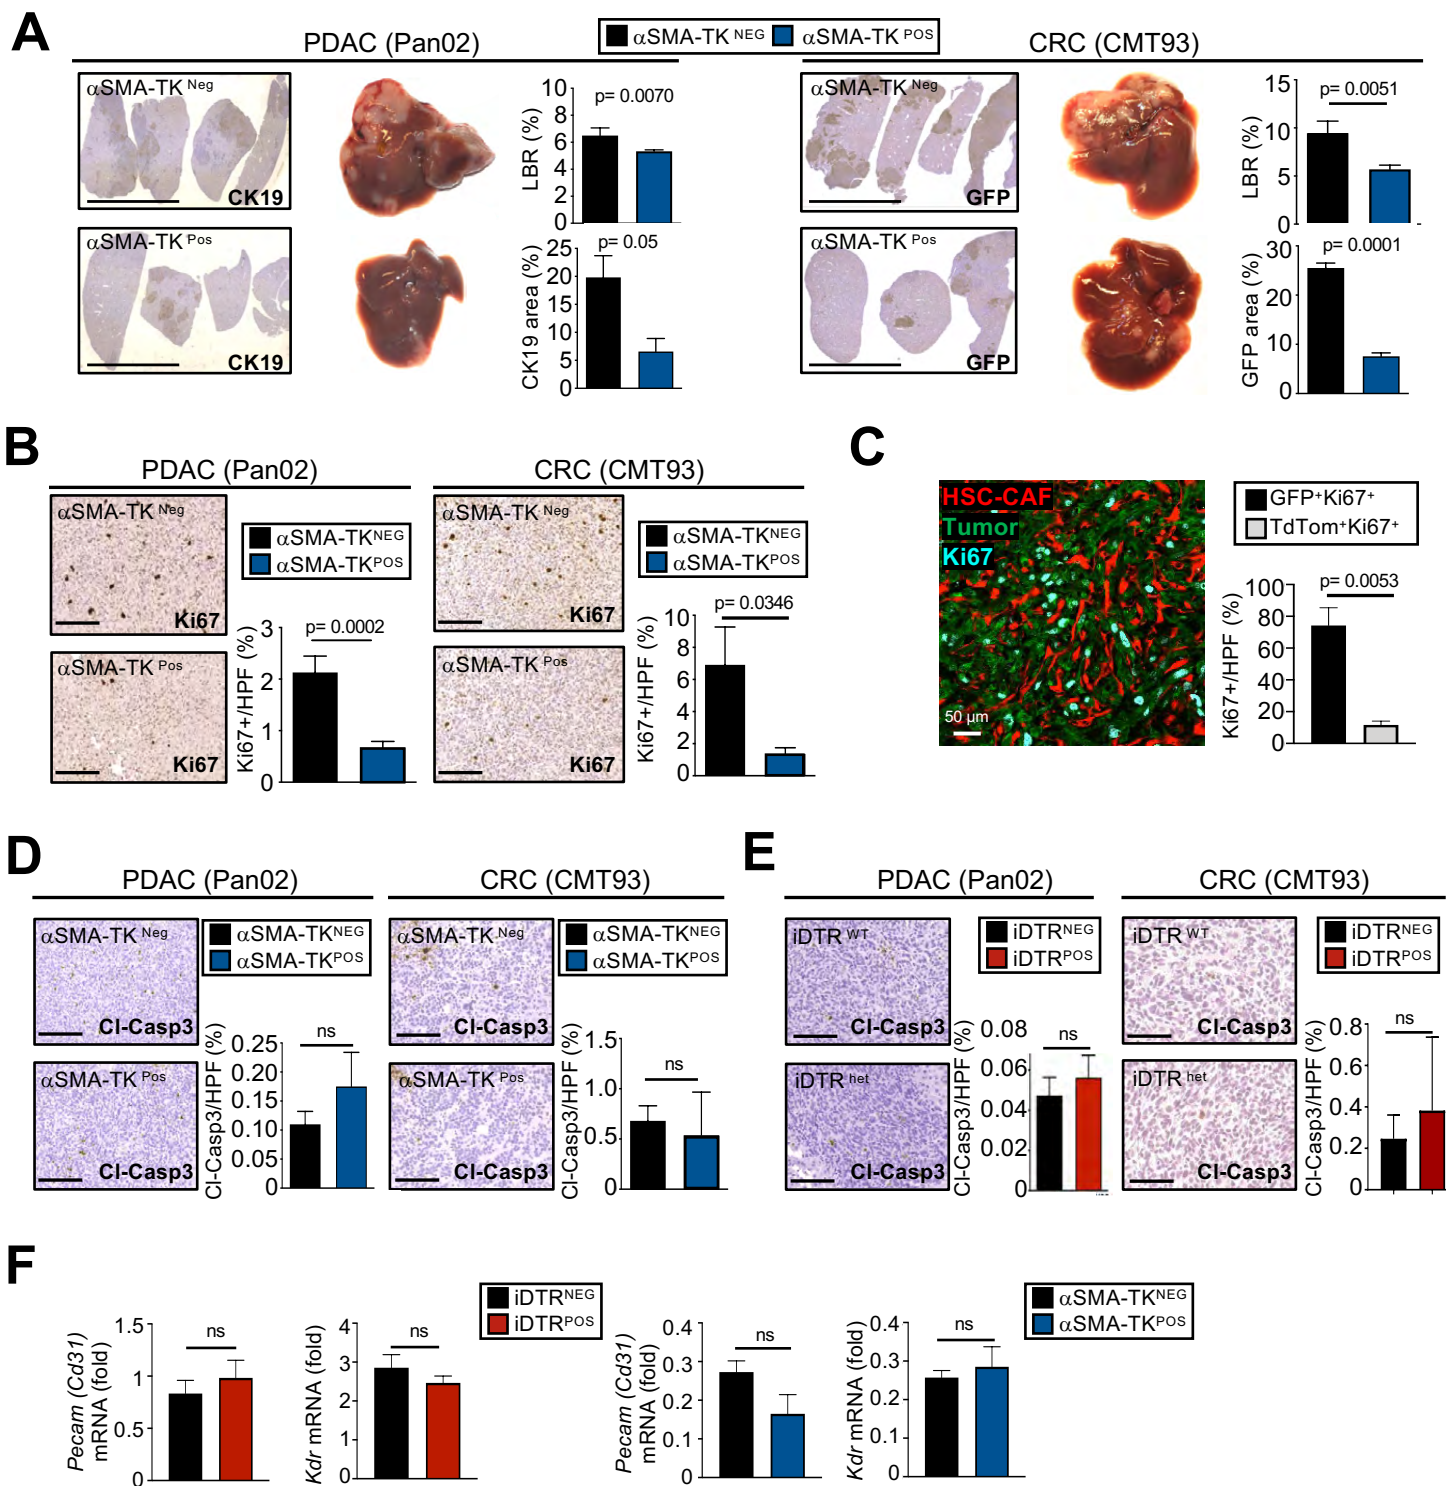 A
PDAC (Pan02)
αSMA-TK NEG αSMA-TK POS
CRC (CMT93)
αSMA-TK Neg
CK19
αSMA-TK Pos
CK19
LBR (%)
10
8
6
4
2
0
p= 0.0070
CK19 area (%)
25
20
15
10
5
0
p= 0.05
αSMA-TK Neg
GFP
αSMA-TK Pos
GFP
LBR (%)
15
10
5
0
p= 0.0051
GFP area (%)
30
20
10
0
p= 0.0001
B
PDAC (Pan02)
αSMA-TK Neg
Ki67
αSMA-TK Pos
Ki67
αSMA-TKNEG
αSMA-TKPOS
Ki67+/HPF (%)
3
2
1
0
p= 0.0002
CRC (CMT93)
αSMA-TK Neg
Ki67
αSMA-TK Pos
Ki67
αSMA-TKNEG
αSMA-TKPOS
Ki67+/HPF (%)
10
8
6
4
2
0
p= 0.0346
C
HSC-CAF
Tumor
Ki67
50 µm
GFP+Ki67+
TdTom+Ki67+
Ki67+/HPF (%)
100
80
60
40
20
0
p= 0.0053
D
PDAC (Pan02)
αSMA-TK Neg
Cl-Casp3
αSMA-TK Pos
Cl-Casp3
αSMA-TKNEG
αSMA-TKPOS
Cl-Casp3/HPF (%)
0.25
0.20
0.15
0.10
0.05
0
ns
CRC (CMT93)
αSMA-TK Neg
Cl-Casp3
αSMA-TK Pos
Cl-Casp3
αSMA-TKNEG
αSMA-TKPOS
Cl-Casp3/HPF (%)
1.5
1.0
0.5
0
ns
E
PDAC (Pan02)
iDTR WT
Cl-Casp3
iDTR het
Cl-Casp3
iDTRNEG
iDTRPOS
Cl-Casp3/HPF (%)
0.08
0.06
0.04
0.02
0
ns
CRC (CMT93)
iDTR WT
Cl-Casp3
iDTR het
Cl-Casp3
iDTRNEG
iDTRPOS
Cl-Casp3/HPF (%)
0.8
0.6
0.4
0.2
0
ns
F
iDTRNEG
iDTRPOS
Pecam (Cd31)
mRNA (fold)
1.5
1
0.5
0
ns
Kdr mRNA (fold)
4
3
2
1
0
ns
αSMA-TKNEG
αSMA-TKPOS
Pecam (Cd31)
mRNA (fold)
0.4
0.3
0.2
0.1
0
ns
Kdr mRNA (fold)
0.4
0.3
0.2
0.1
0
ns